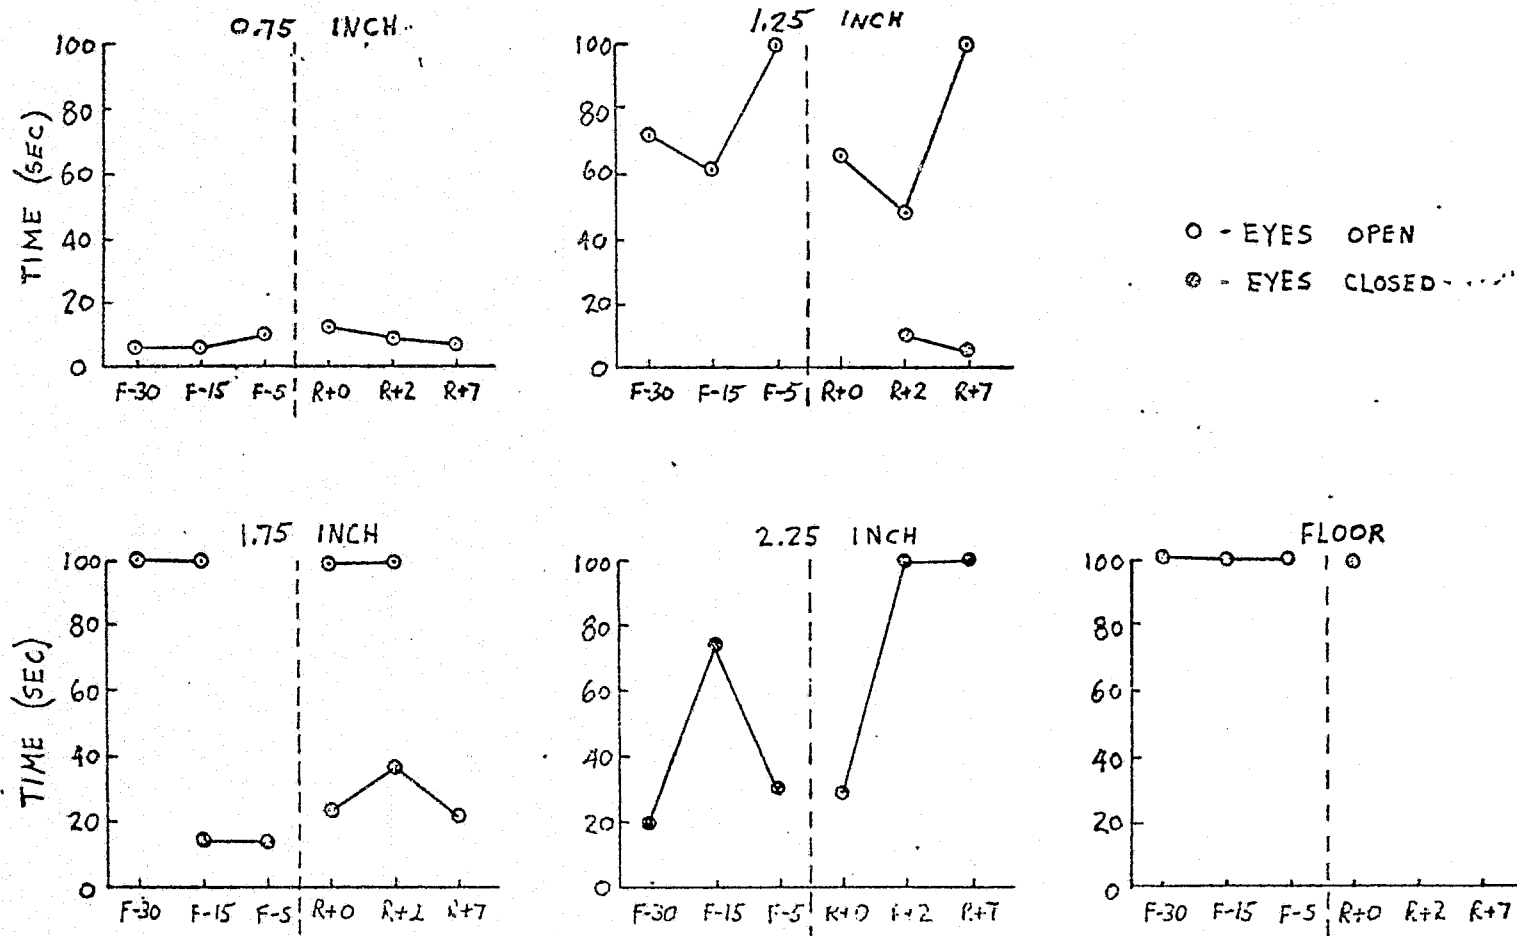 0.75 INCH
TIME (SEC)
100
80
60
40
20
0
F-30 F-15 F-5 R+0 R+2 R+7
1.25 INCH
100
80
60
40
20
0
F-30 F-15 F-5 R+0 R+2 R+7
O - EYES OPEN
- EYES CLOSED
1.75 INCH
TIME (SEC)
100
80
60
40
20
0
F-30 F-15 F-5 R+0 R+2 R+7
2.25 INCH
100
80
60
40
20
0
F-30 F-15 F-5 R+0 R+2 R+7
FLOOR
100
80
60
40
20
0
F-30 F-15 F-5 R+0 R+2 R+7